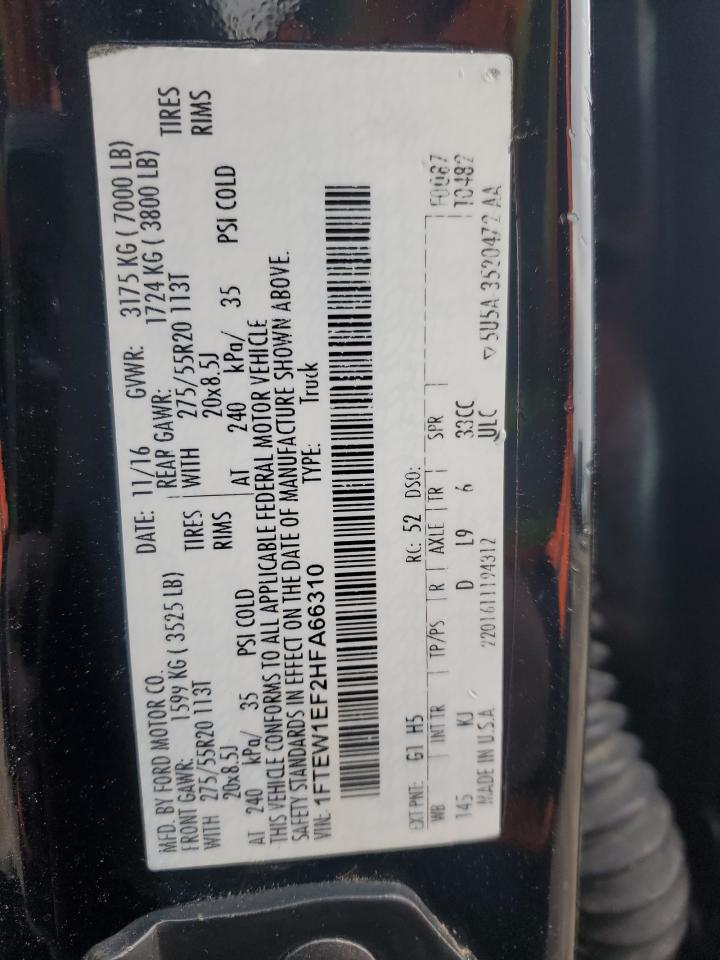 MFD. BY FORD MOTOR CO.
DATE: 11/16 GVWR: 3175 KG ( 7000 LB)
FRONT GAWR: 1599 KG ( 3525 LB) REAR GAWR: 1724 KG ( 3800 LB)
WITH 275/55R20 113T TIRES WITH 275/55R20 113T TIRES
20x8.5J RIMS 20x8.5J RIMS
AT 240 kPa/ 35 PSI COLD AT 240 kPa/ 35 PSI COLD
THIS VEHICLE CONFORMS TO ALL APPLICABLE FEDERAL MOTOR VEHICLE
SAFETY STANDARDS IN EFFECT ON THE DATE OF MANUFACTURE SHOWN ABOVE.
VIN: 1FTEW1EF2HFA66310 TYPE: Truck
EXT PNT: G1 H5 RC: 52 DSO: F0087
WB INT TR TP/PS R AXLE TR SPR 10482
145 KJ D L9 6 33CC
MADE IN U.S.A. 2201611194312 ULC ▽5U5A 3520472 AA